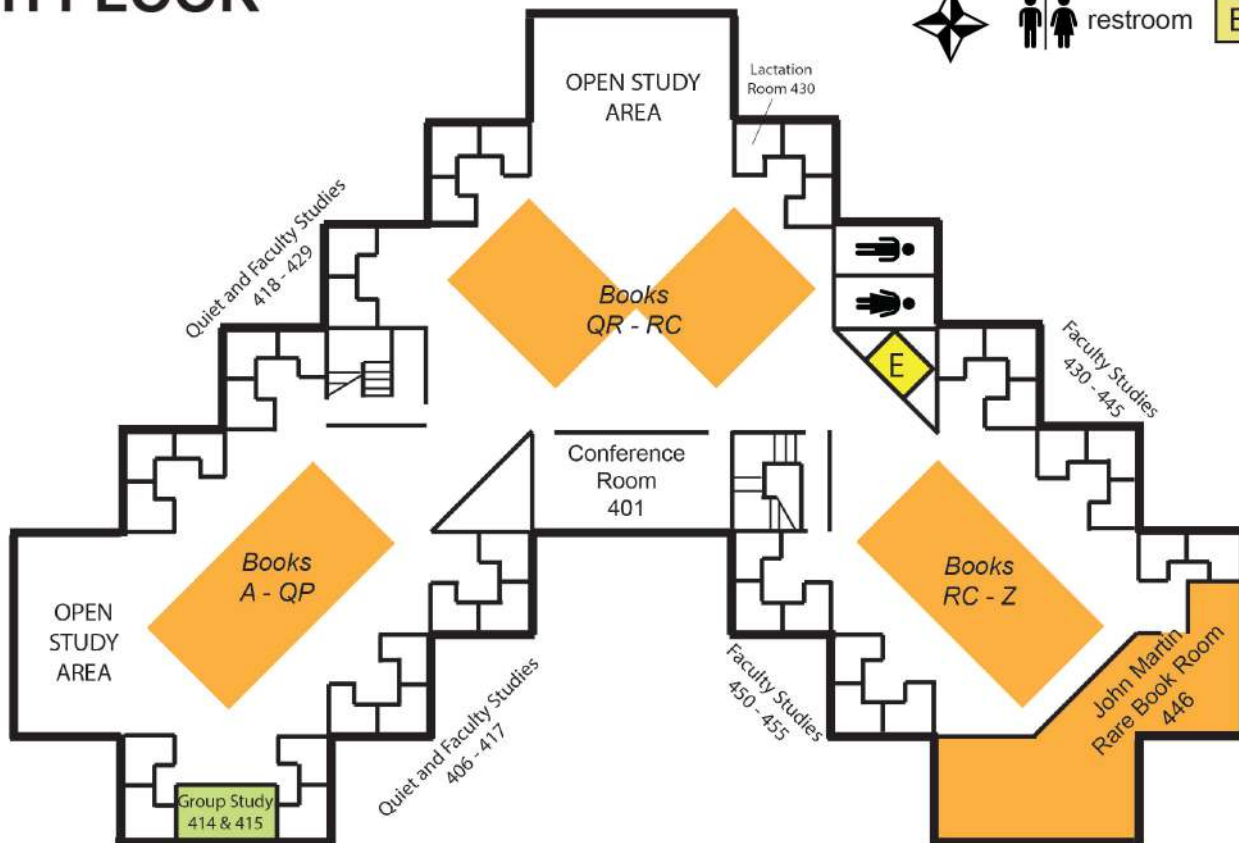 FLOOR
restroom
E
OPEN STUDY
AREA
Lactation
Room 430
Quiet and Faculty Studies
418 - 429
Books
QR - RC
E
Faculty Studies
430 - 445
Conference
Room
401
Books
A - QP
Books
RC - Z
OPEN
STUDY
AREA
John Martin
Rare Book Room
446
Faculty Studies
450 - 455
Quiet and Faculty Studies
406 - 417
Group Study
414 & 415